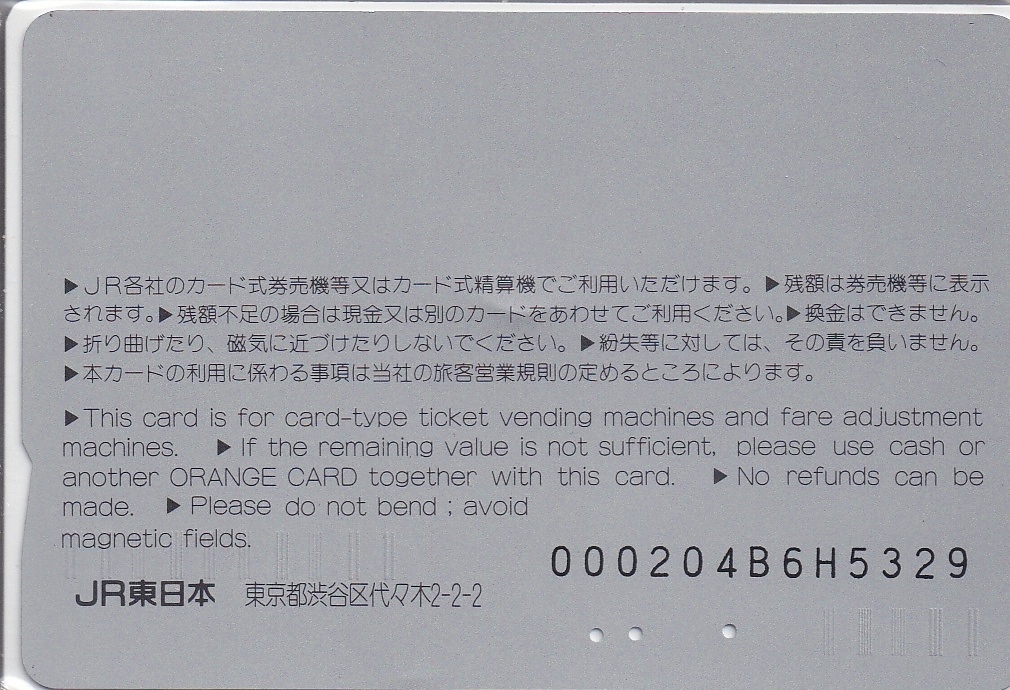 ▶JR各社のカード式券売機等又はカード式精算機でご利用いただけます。▶残額は券売機等に表示
されます。▶残額不足の場合は現金又は別のカードをあわせてご利用ください。▶換金はできません。
▶折り曲げたり、磁気に近づけたりしないでください。▶紛失等に対しては、その責を負いません。
▶本カードの利用に係わる事項は当社の旅客営業規則の定めるところによります。
▶This card is for card-type ticket vending machines and fare adjustment
machines. ▶If the remaining value is not sufficient, please use cash or
another ORANGE CARD together with this card. ▶No refunds can be
made. ▶Please do not bend ; avoid
magnetic fields.
000204B6H5329
JR東日本 東京都渋谷区代々木2-2-2